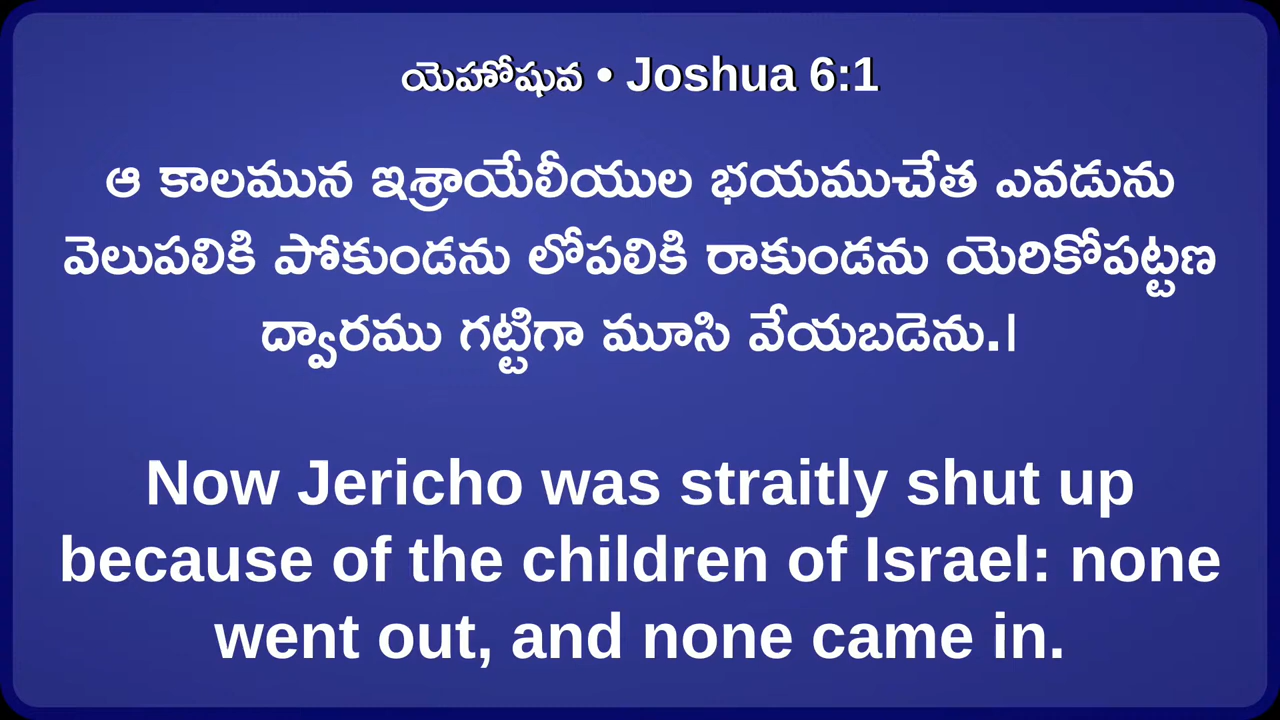 యెహోషువ • Joshua 6:1
ఆ కాలమున ఇశ్రాయేలీయుల భయముచేత ఎవడును
వెలుపలికి పోకుండను లోపలికి రాకుండను యెరికోపట్టణ
ద్వారము గట్టిగా మూసి వేయబడెను.।
Now Jericho was straitly shut up
because of the children of Israel: none
went out, and none came in.